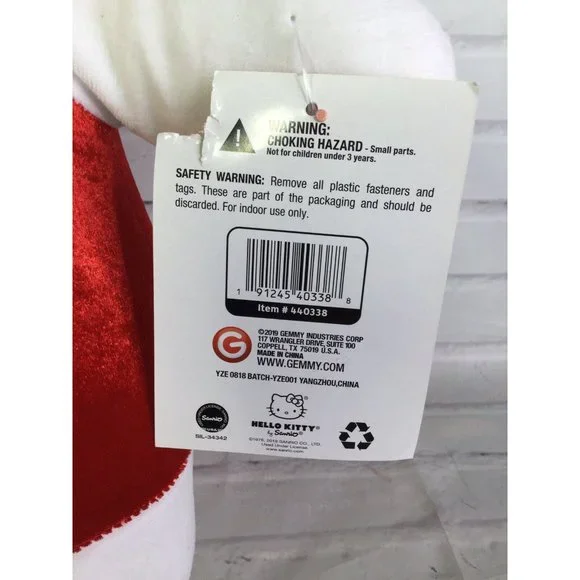 WARNING:
CHOKING HAZARD - Small parts.
Not for children under 3 years.
SAFETY WARNING: Remove all plastic fasteners and
tags. These are part of the packaging and should be
discarded. For indoor use only.
1 91245 40338 8
Item # 440338
G
©2019 GEMMY INDUSTRIES CORP
117 WRANGLER DRIVE, SUITE 100
COPPELL, TX 75019 U.S.A.
MADE IN CHINA
WWW.GEMMY.COM
YZE 0818 BATCH-YZE001 YANGZHOU,CHINA
Sanrio
SIL-34342
HELLO KITTY®
by Sanrio®
©1976, 2019 SANRIO CO., LTD.
Used Under License
www.sanrio.com